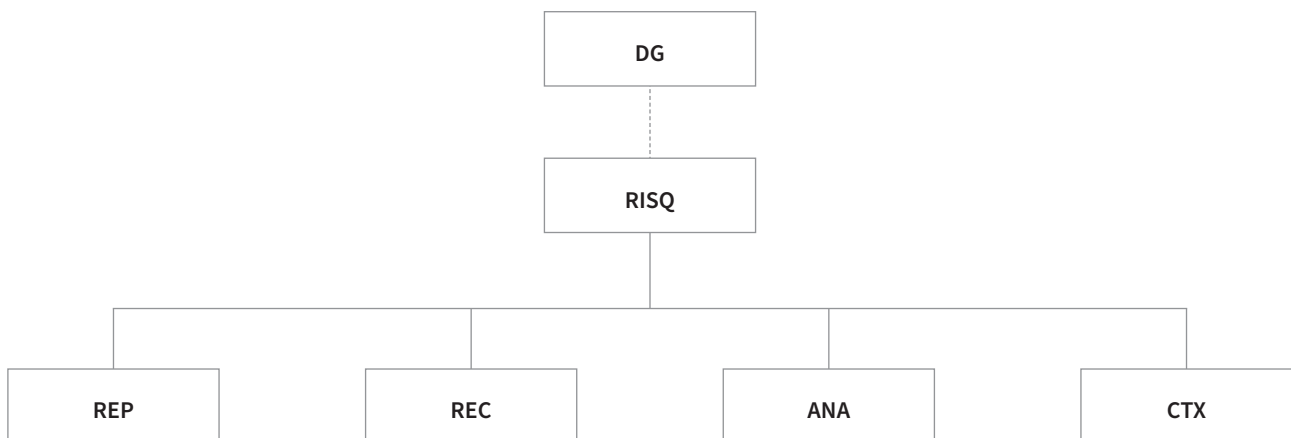 DG
RISQ
REP
REC
ANA
CTX